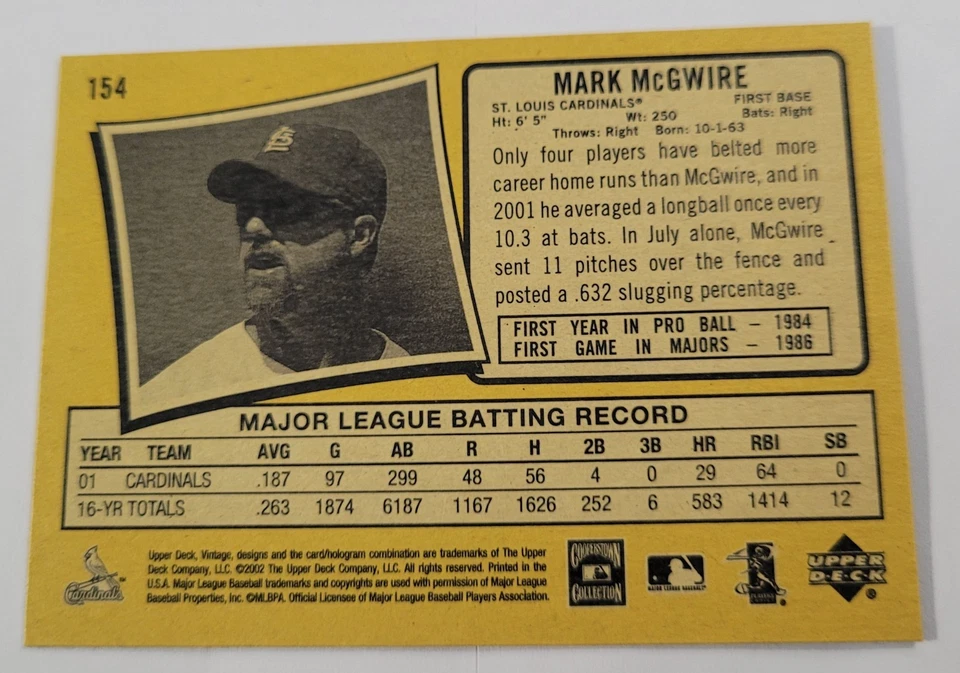 154
MARK McGWIRE
ST. LOUIS CARDINALS® FIRST BASE
Ht: 6' 5" Wt: 250 Bats: Right
Throws: Right Born: 10-1-63
Only four players have belted more
career home runs than McGwire, and in
2001 he averaged a longball once every
10.3 at bats. In July alone, McGwire
sent 11 pitches over the fence and
posted a .632 slugging percentage.
FIRST YEAR IN PRO BALL – 1984
FIRST GAME IN MAJORS – 1986
MAJOR LEAGUE BATTING RECORD
YEAR TEAM AVG G AB R H 2B 3B HR RBI SB
01 CARDINALS .187 97 299 48 56 4 0 29 64 0
16-YR TOTALS .263 1874 6187 1167 1626 252 6 583 1414 12
Upper Deck, Vintage, designs and the card/hologram combination are trademarks of The Upper
Deck Company, LLC. ©2002 The Upper Deck Company, LLC. All rights reserved. Printed in the
U.S.A. Major League Baseball trademarks and copyrights are used with permission of Major League
Baseball Properties, Inc. ©MLBPA. Official Licensee of Major League Baseball Players Association.
Cardinals
COOPERSTOWN
COLLECTION
MAJOR LEAGUE BASEBALL
PLAYERS
UPPER
DECK
®